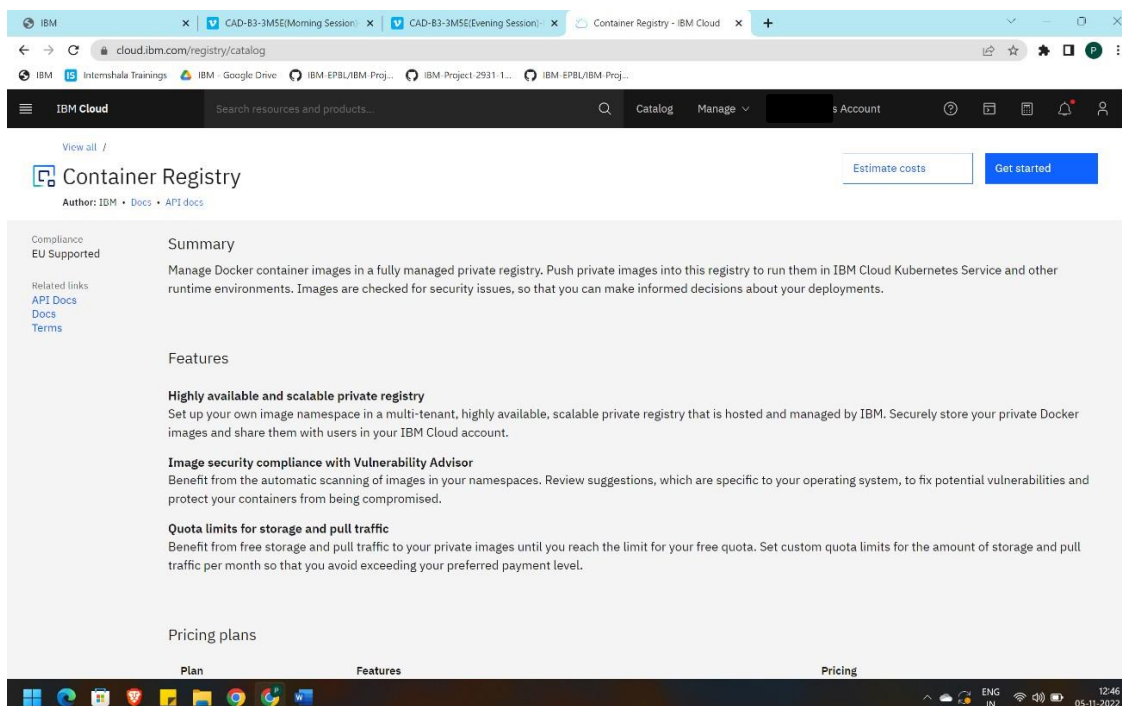 IBM
CAD-B3-3M5E(Morning Session)
CAD-B3-3M5E(Evening Session)-
Container Registry - IBM Cloud
cloud.ibm.com/registry/catalog
P
IBM
IS Internshala Trainings
IBM - Google Drive
IBM-EPBL/IBM-Proj...
IBM-Project-2931-1...
IBM-EPBL/IBM-Proj...
IBM Cloud
Search resources and products...
Catalog
Manage
s Account
View all /
Container Registry
Author: IBM • Docs • API docs
Estimate costs
Get started
Compliance
EU Supported
Related links
API Docs
Docs
Terms
Summary
Manage Docker container images in a fully managed private registry. Push private images into this registry to run them in IBM Cloud Kubernetes Service and other
runtime environments. Images are checked for security issues, so that you can make informed decisions about your deployments.
Features
Highly available and scalable private registry
Set up your own image namespace in a multi-tenant, highly available, scalable private registry that is hosted and managed by IBM. Securely store your private Docker
images and share them with users in your IBM Cloud account.
Image security compliance with Vulnerability Advisor
Benefit from the automatic scanning of images in your namespaces. Review suggestions, which are specific to your operating system, to fix potential vulnerabilities and
protect your containers from being compromised.
Quota limits for storage and pull traffic
Benefit from free storage and pull traffic to your private images until you reach the limit for your free quota. Set custom quota limits for the amount of storage and pull
traffic per month so that you avoid exceeding your preferred payment level.
Pricing plans
Plan
Features
Pricing
ENG
IN
12:46
05-11-2022